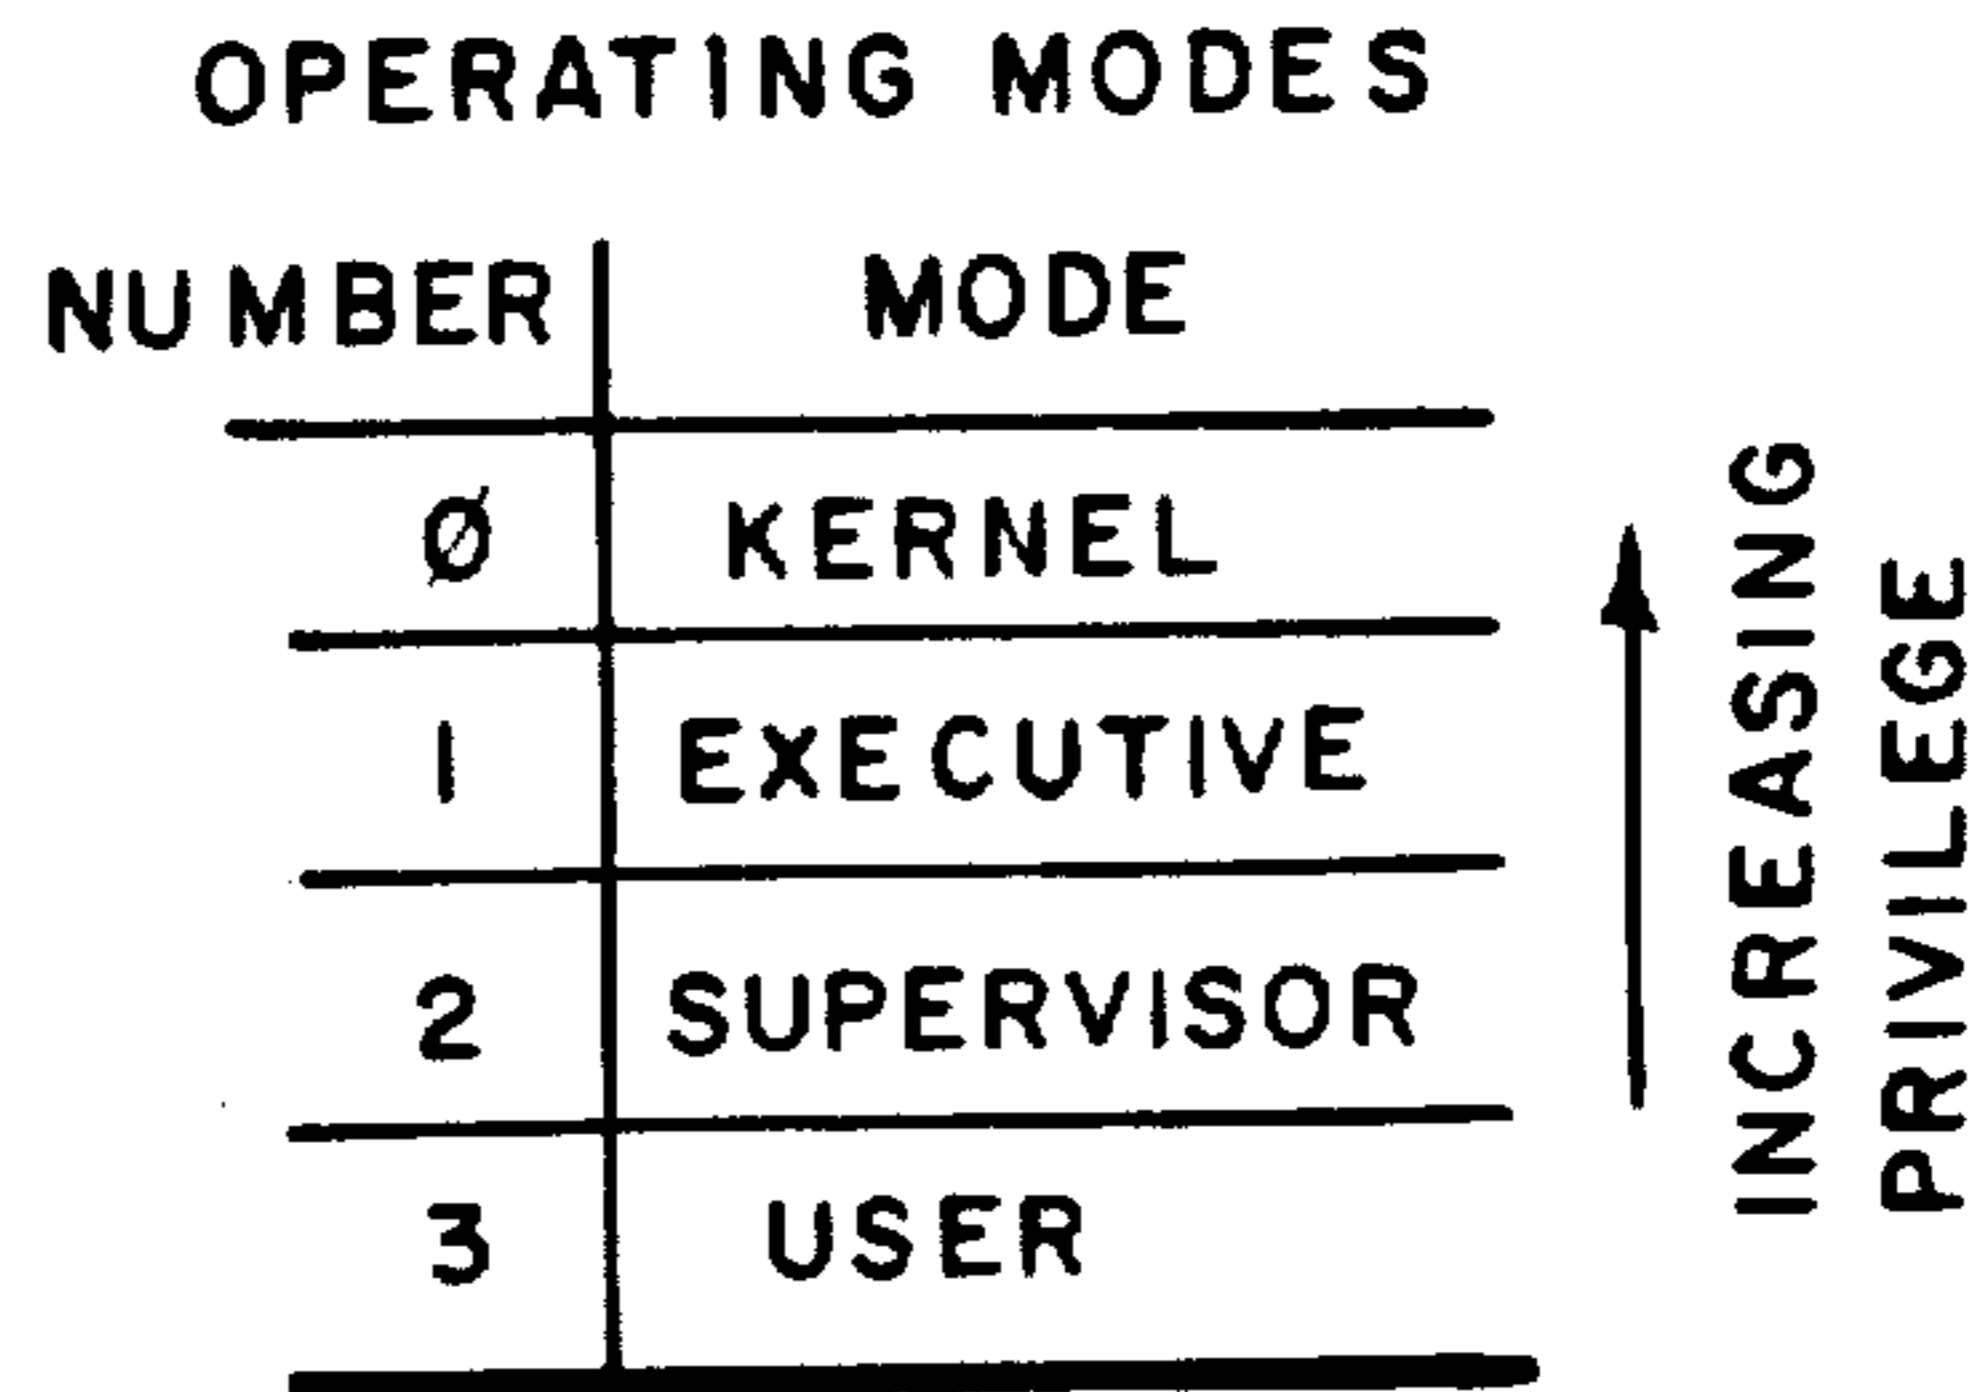 OPERATING MODES
NUMBER MODE
Ø KERNEL
1 EXECUTIVE
2 SUPERVISOR
3 USER
INCREASING
PRIVILEGE